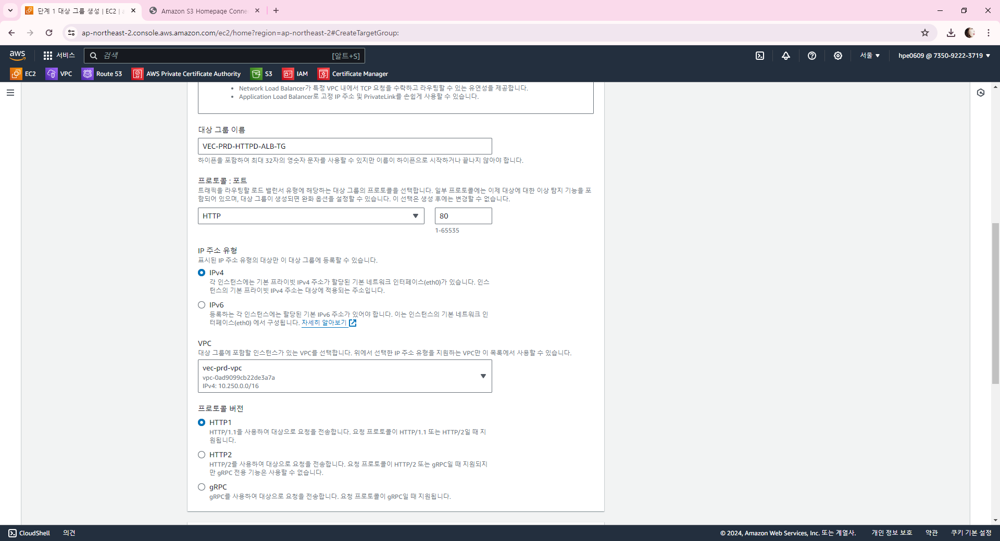 단계 1 대상 그룹 생성 | EC2 | a
Amazon S3 Homepage Conne
ap-northeast-2.console.aws.amazon.com/ec2/home?region=ap-northeast-2#CreateTargetGroup:
aws
서비스
검색
[알트+S]
서울
hpe0609 @ 7350-9222-3719
EC2
VPC
Route 53
AWS Private Certificate Authority
S3
IAM
Certificate Manager
Network Load Balancer가 특정 VPC 내에서 TCP 요청을 수락하고 라우팅할 수 있는 유연성을 제공합니다.
Application Load Balancer로 고정 IP 주소 및 PrivateLink를 손쉽게 사용할 수 있습니다.
대상 그룹 이름
VEC-PRD-HTTPD-ALB-TG
하이픈을 포함하여 최대 32자의 영숫자 문자를 사용할 수 있지만 이름이 하이픈으로 시작하거나 끝나지 않아야 합니다.
프로토콜 : 포트
트래픽을 라우팅할 로드 밸런서 유형에 해당하는 대상 그룹의 프로토콜을 선택합니다. 일부 프로토콜에는 이제 대상에 대한 이상 탐지 기능을 포
함되어 있으며, 대상 그룹이 생성되면 완화 옵션을 설정할 수 있습니다. 이 선택은 생성 후에는 변경할 수 없습니다.
HTTP
80
1-65535
IP 주소 유형
표시된 IP 주소 유형의 대상만 이 대상 그룹에 등록할 수 있습니다.
IPv4
각 인스턴스에는 기본 프라이빗 IPv4 주소가 할당된 기본 네트워크 인터페이스(eth0)가 있습니다. 인스
턴스의 기본 프라이빗 IPv4 주소는 대상에 적용되는 주소입니다.
IPv6
등록하는 각 인스턴스에는 할당된 기본 IPv6 주소가 있어야 합니다. 이는 인스턴스의 기본 네트워크 인
터페이스(eth0) 에서 구성됩니다. 자세히 알아보기
VPC
대상 그룹에 포함할 인스턴스가 있는 VPC를 선택합니다. 위에서 선택한 IP 주소 유형을 지원하는 VPC만 이 목록에서 사용할 수 있습니다.
vec-prd-vpc
vpc-0ad9099cb22de3a7a
IPv4: 10.250.0.0/16
프로토콜 버전
HTTP1
HTTP/1.1을 사용하여 대상으로 요청을 전송합니다. 요청 프로토콜이 HTTP/1.1 또는 HTTP/2일 때 지
원됩니다.
HTTP2
HTTP/2를 사용하여 대상으로 요청을 전송합니다. 요청 프로토콜이 HTTP/2 또는 gRPC일 때 지원되지
만 gRPC 전용 기능은 사용할 수 없습니다.
gRPC
gRPC를 사용하여 대상으로 요청을 전송합니다. 요청 프로토콜이 gRPC일 때 지원됩니다.
CloudShell
의견
© 2024, Amazon Web Services, Inc. 또는 계열사.
개인 정보 보호
약관
쿠키 기본 설정